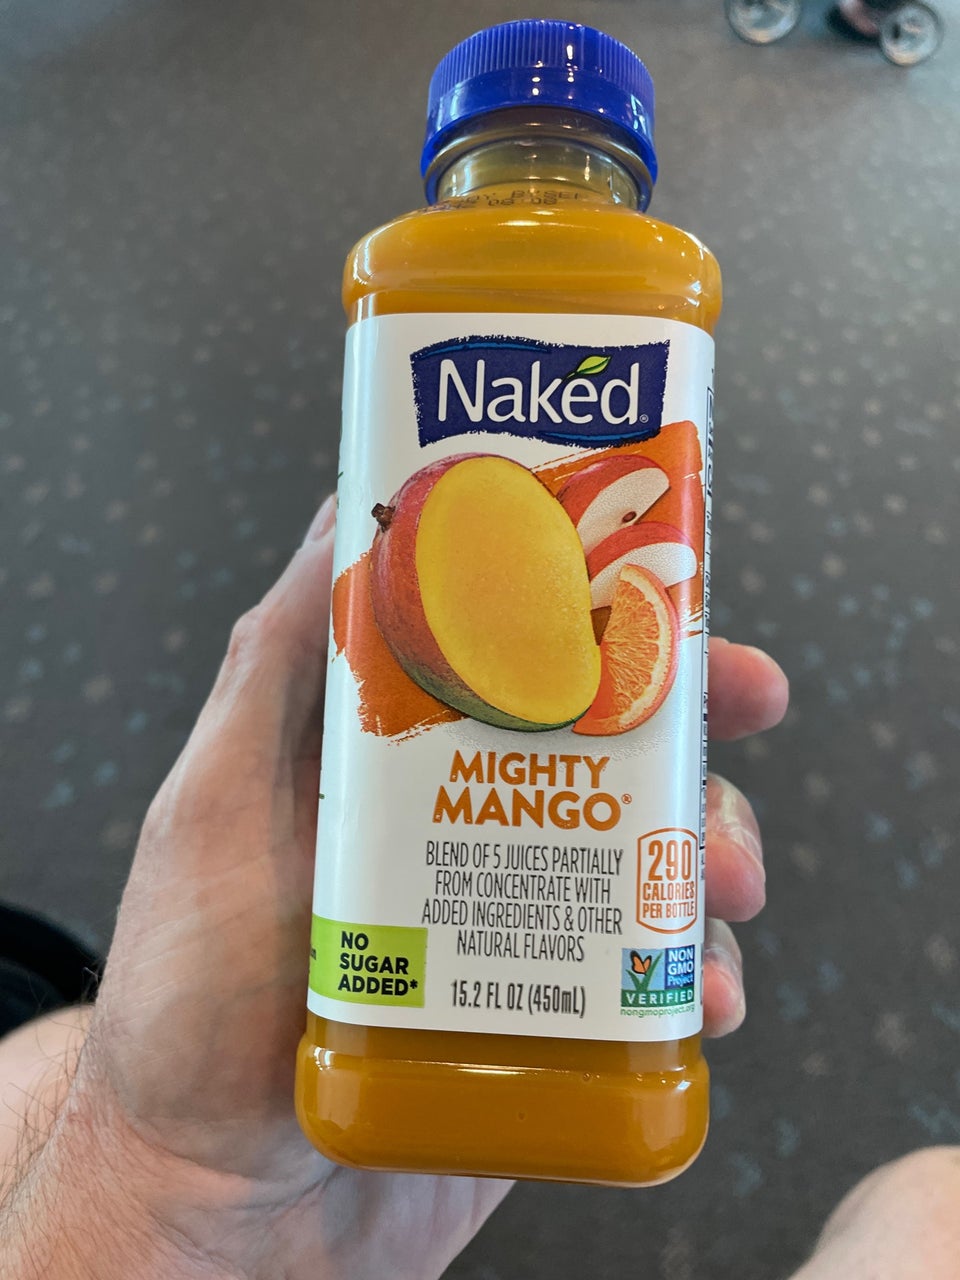 Naked®
MIGHTY
MANGO®
BLEND OF 5 JUICES PARTIALLY
FROM CONCENTRATE WITH
ADDED INGREDIENTS & OTHER
NATURAL FLAVORS
290
CALORIES
PER BOTTLE
NO
SUGAR
ADDED*
15.2 FL OZ (450mL)
NON
GMO
Project
VERIFIED
nongmoproject.org